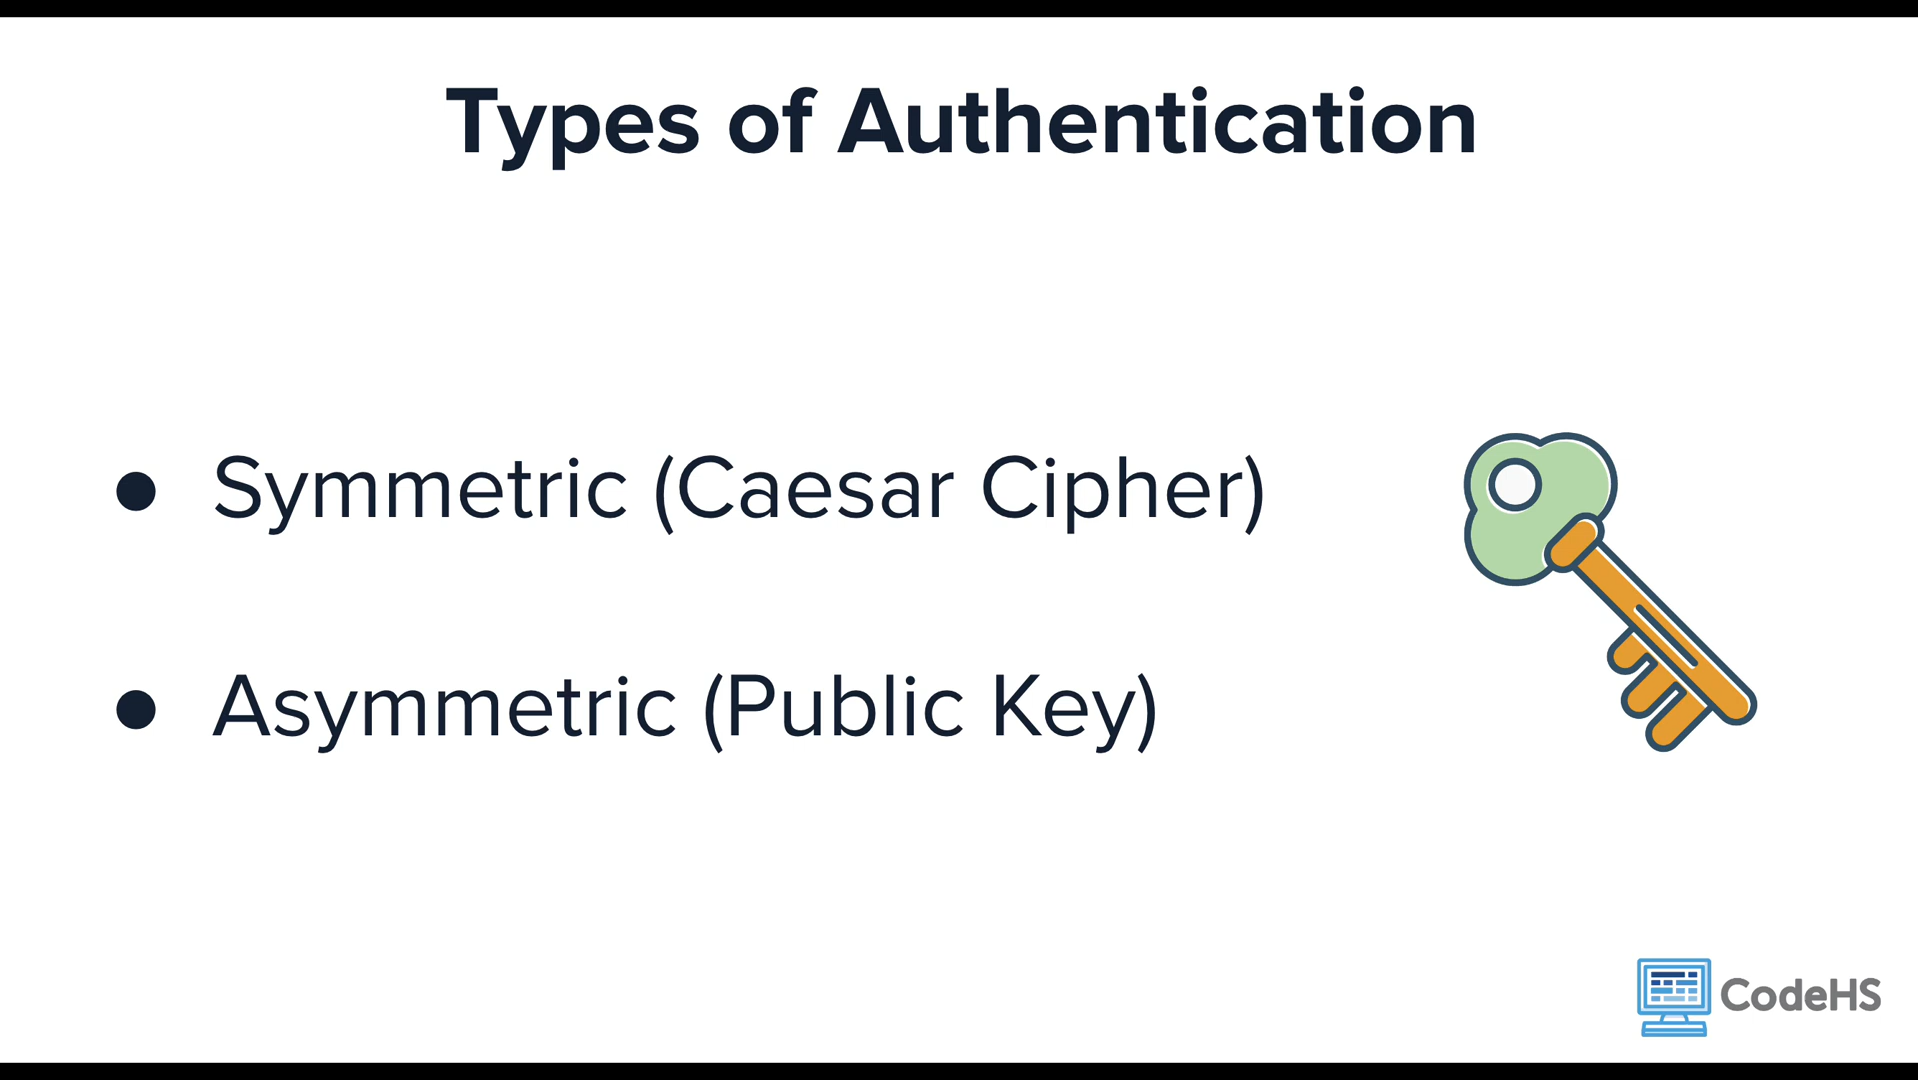 Types of Authentication
● Symmetric (Caesar Cipher)
● Asymmetric (Public Key)
CodeHS